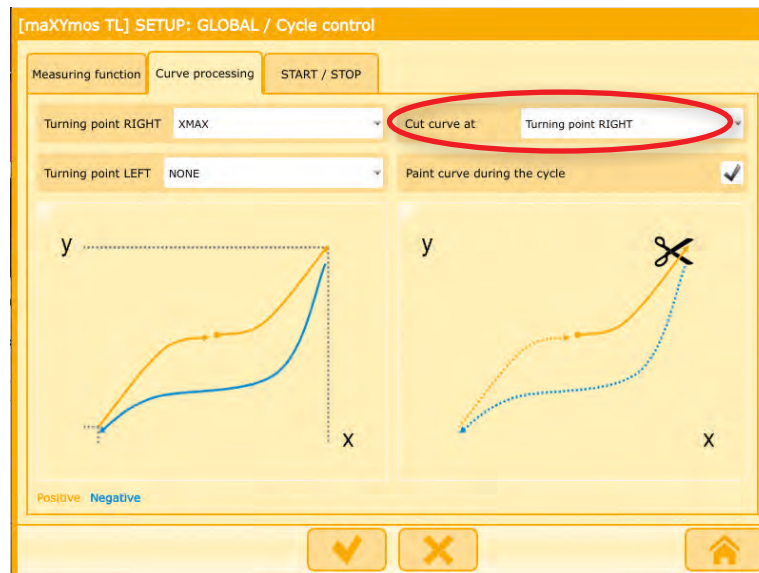 [maXYmos TL] SETUP: GLOBAL / Cycle control
Measuring function Curve processing START / STOP
Turning point RIGHT XMAX Cut curve at Turning point RIGHT
Turning point LEFT NONE Paint curve during the cycle
y y
x x
Positive Negative